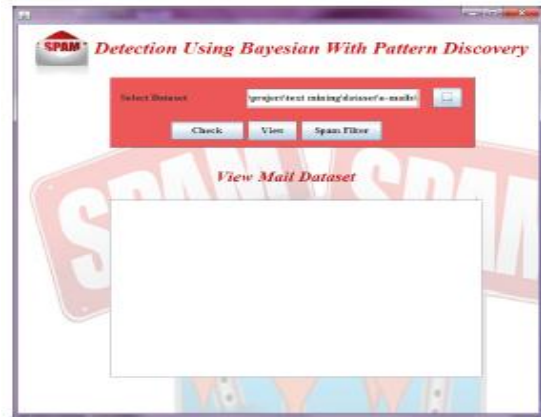 SPAM Detection Using Bayesian With Pattern Discovery
Select Dataset \project\text mining\dataset\e-mails\
Check View Spam Filter
View Mail Dataset
SPAM SPAM